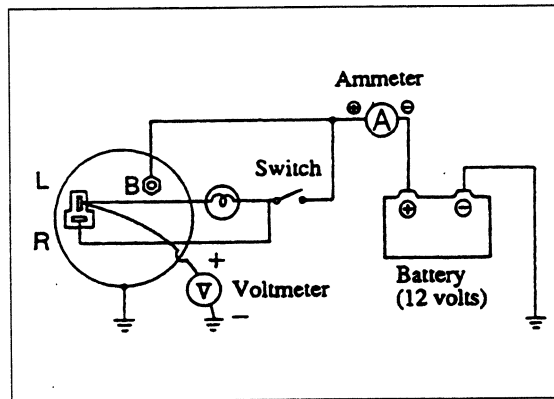 Ammeter
⊕
A
⊖
Switch
L
B
R
⊕
⊖
+
V
Voltmeter
−
Battery
(12 volts)